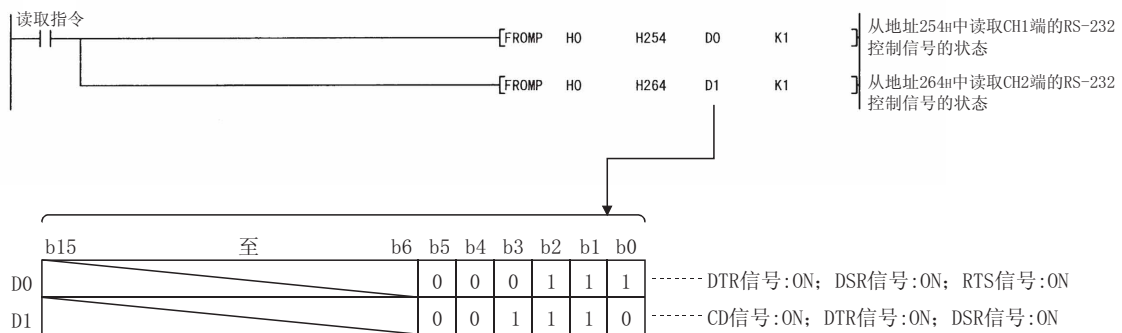 读取指令
FROMP H0 H254 D0 K1 从地址254H中读取CH1端的RS-232
控制信号的状态
FROMP H0 H264 D1 K1 从地址264H中读取CH2端的RS-232
控制信号的状态
b15 至 b6 b5 b4 b3 b2 b1 b0
D0 0 0 0 1 1 1 DTR信号:ON；DSR信号:ON；RTS信号:ON
D1 0 0 1 1 1 0 CD信号:ON；DTR信号:ON；DSR信号:ON